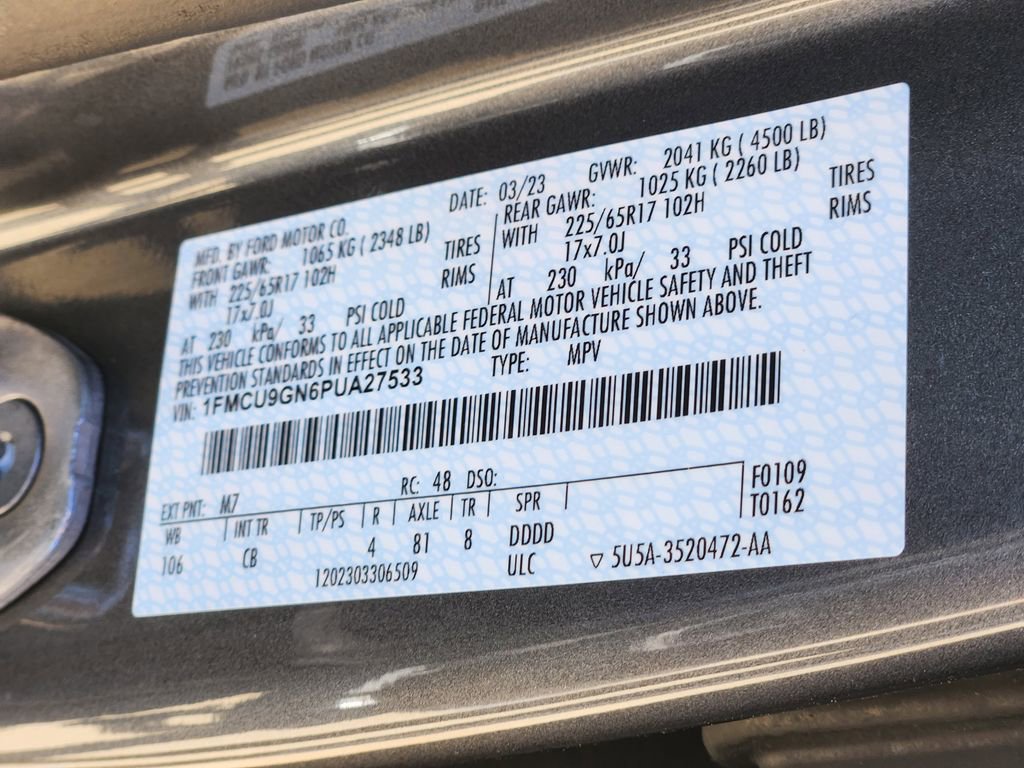 MFD. BY FORD MOTOR CO. DATE: 03/23 GVWR: 2041 KG ( 4500 LB)
FRONT GAWR: 1065 KG ( 2348 LB) REAR GAWR: 1025 KG ( 2260 LB)
WITH 225/65R17 102H TIRES WITH 225/65R17 102H TIRES
17x7.0J RIMS 17x7.0J RIMS
AT 230 kPa/ 33 PSI COLD AT 230 kPa/ 33 PSI COLD
THIS VEHICLE CONFORMS TO ALL APPLICABLE FEDERAL MOTOR VEHICLE SAFETY AND THEFT
PREVENTION STANDARDS IN EFFECT ON THE DATE OF MANUFACTURE SHOWN ABOVE.
VIN: 1FMCU9GN6PUA27533 TYPE: MPV
EXT PNT: M7 RC: 48 DSO: F0109
WB INT TR TP/PS R AXLE TR SPR T0162
106 CB 4 81 8 DDDD
1202303306509 ULC ▽ 5U5A-3520472-AA